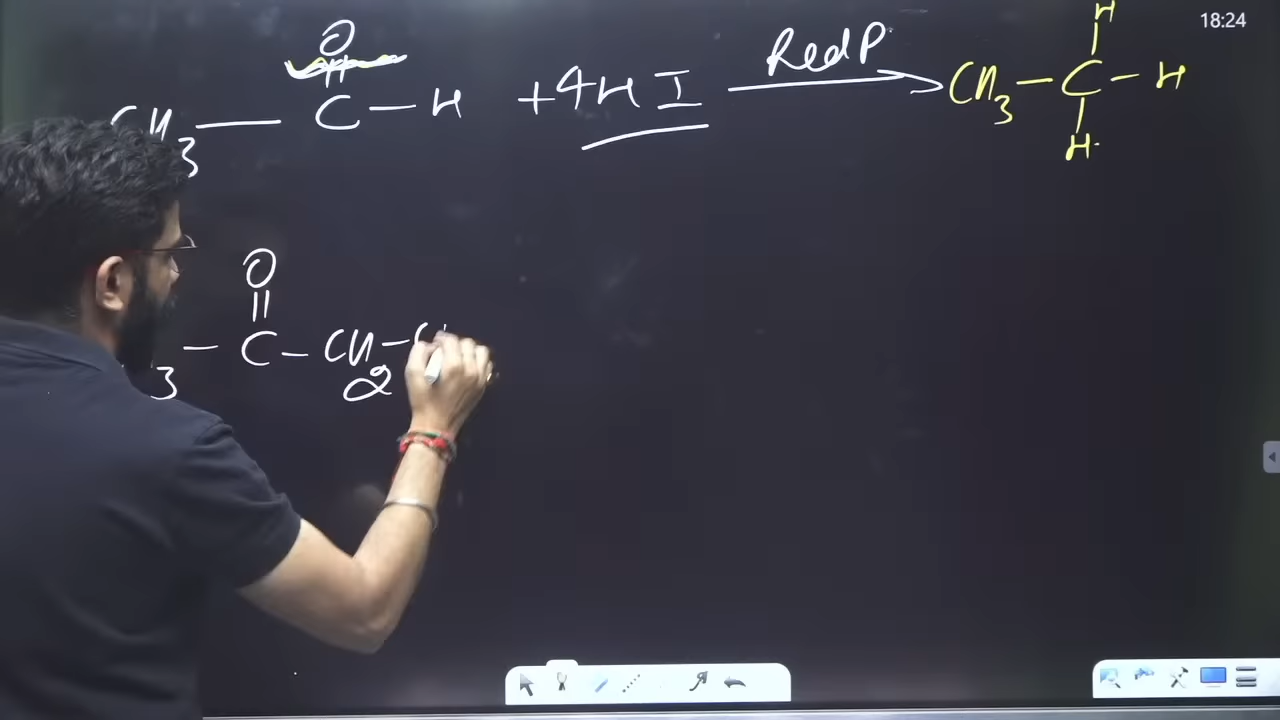 18:24
O
||
CH3 — C — H + 4HI Red P → CH3 — C — H
H
|
|
H
O
||
3 — C — CH2 — C